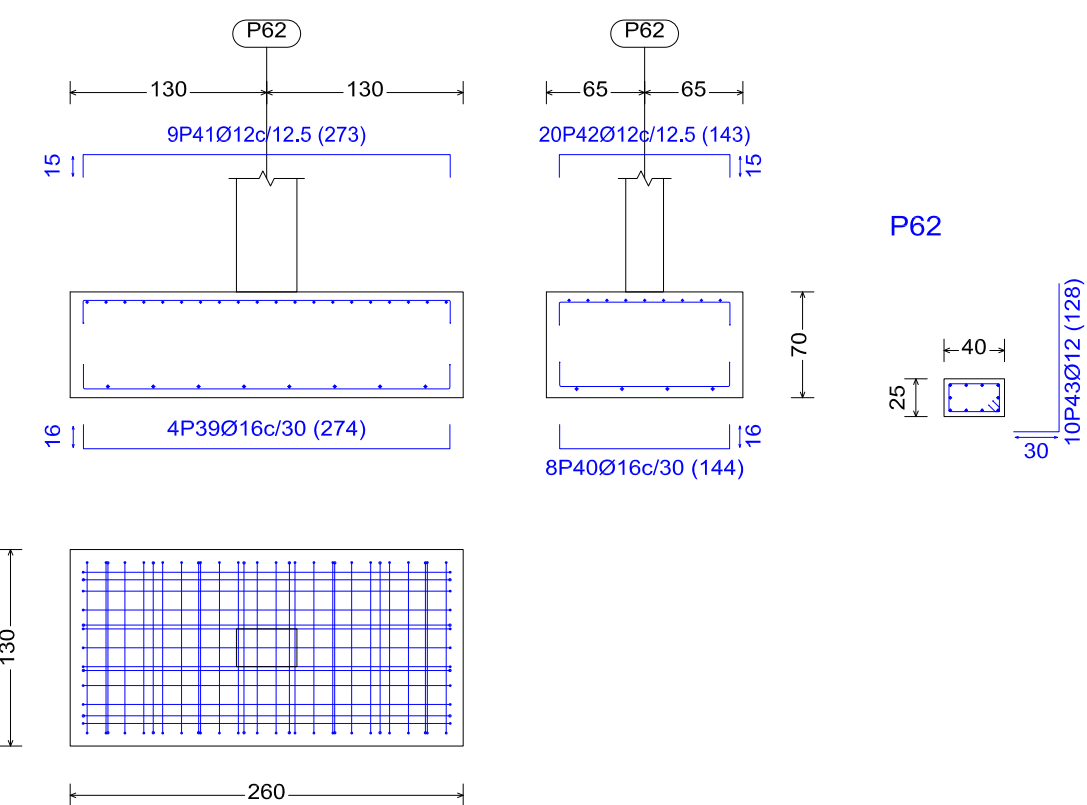 P62
P62
130
130
65
65
9P41Ø12c/12.5 (273)
20P42Ø12c/12.5 (143)
15
15
P62
70
40
25
10P43Ø12 (128)
30
4P39Ø16c/30 (274)
16
16
8P40Ø16c/30 (144)
130
260